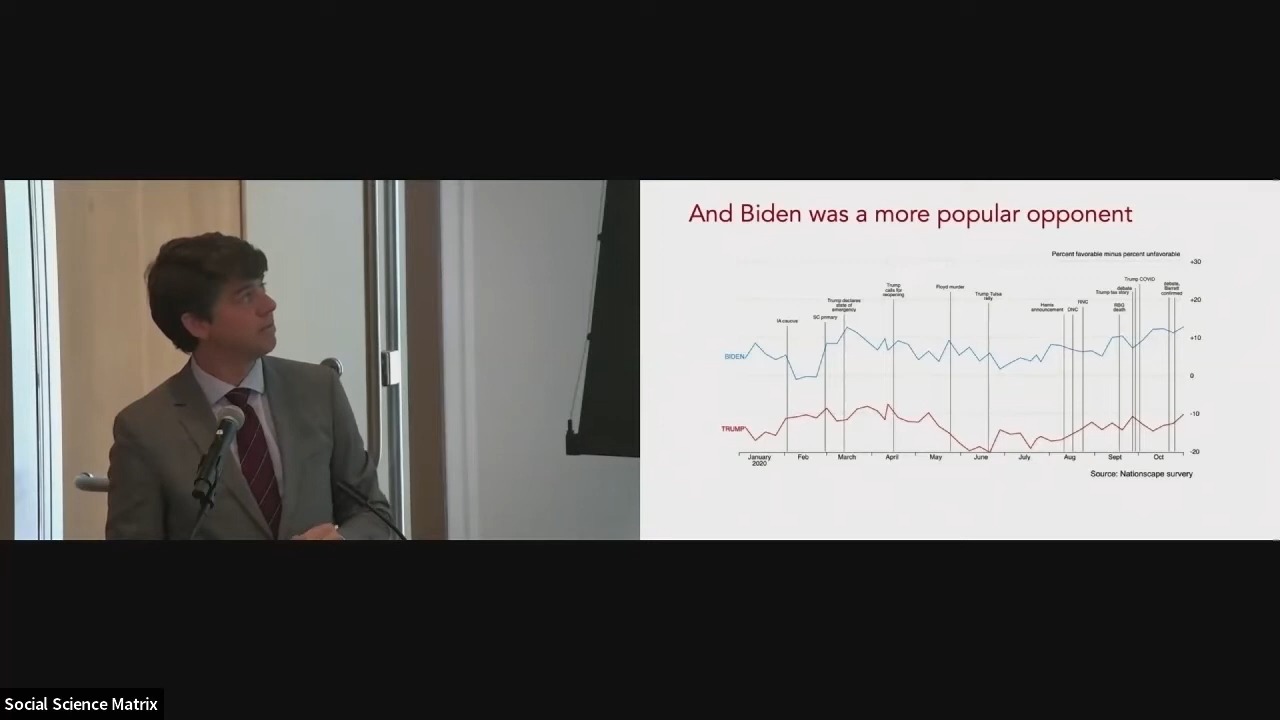 And Biden was a more popular opponent
Percent favorable minus percent unfavorable
+30
Trump COVID
Trump
calls for
reopening
Floyd murder
debate
debate,
Barrett
confirmed
Trump tax story
Trump Tulsa
rally
Trump declares
state of
emergency
+20
RNC
Harris
announcement
DNC
RBG
death
SC primary
IA caucus
+10
BIDEN
0
-10
TRUMP
-20
January
2020
Feb
March
April
May
June
July
Aug
Sept
Oct
Source: Nationscape survery
Social Science Matrix